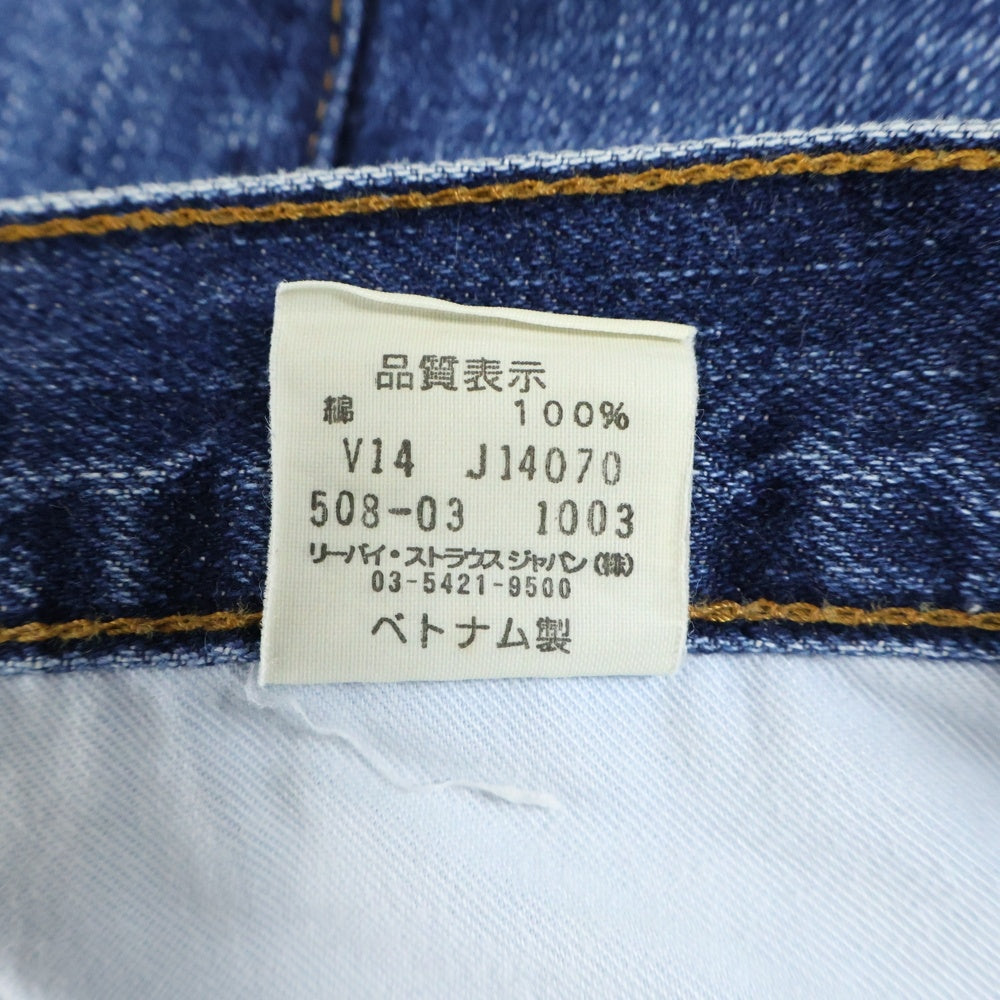 品質表示
綿 100%
V14 J14070
508-03 1003
リーバイ・ストラウスジャパン(株)
03-5421-9500
ベトナム製